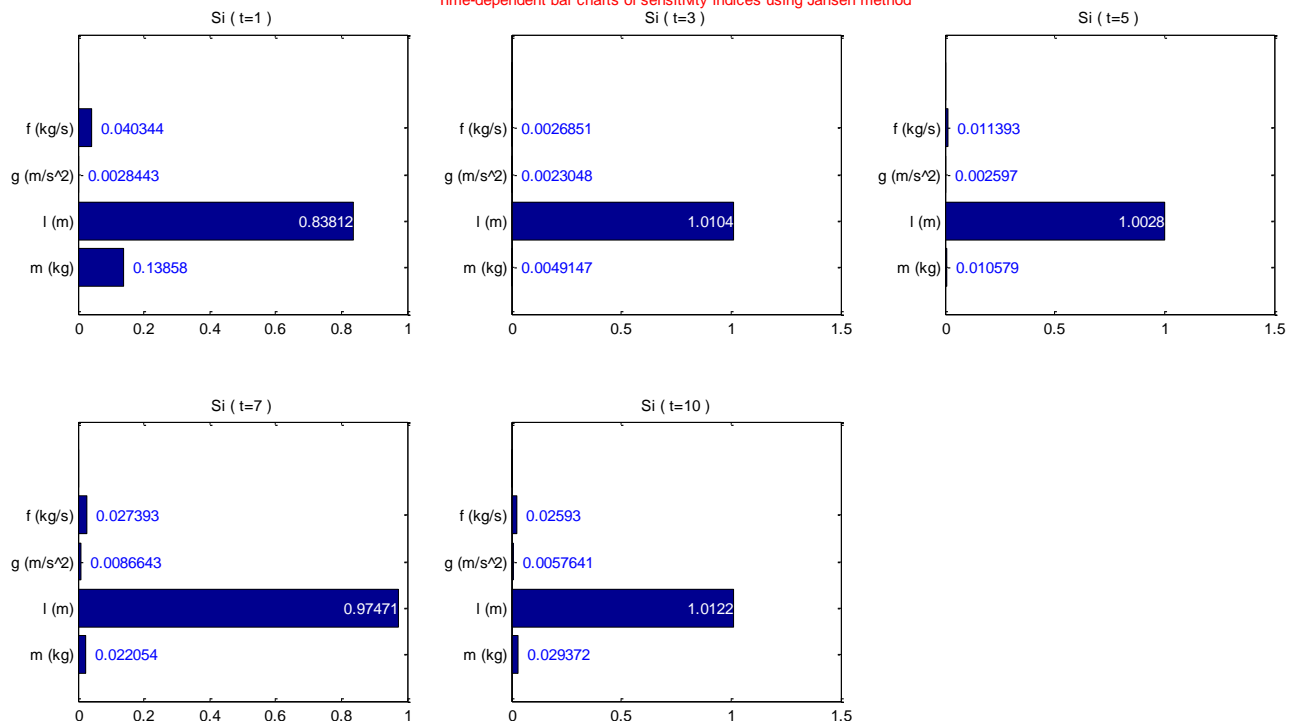 Time-dependent bar charts of sensitivity indices using Jansen method
Si ( t=1 )
f (kg/s)
0.040344
g (m/s^2)
0.0028443
l (m)
0.83812
m (kg)
0.13858
0 0.2 0.4 0.6 0.8 1
Si ( t=3 )
f (kg/s)
0.0026851
g (m/s^2)
0.0023048
l (m)
1.0104
m (kg)
0.0049147
0 0.5 1 1.5
Si ( t=5 )
f (kg/s)
0.011393
g (m/s^2)
0.002597
l (m)
1.0028
m (kg)
0.010579
0 0.5 1 1.5
Si ( t=7 )
f (kg/s)
0.027393
g (m/s^2)
0.0086643
l (m)
0.97471
m (kg)
0.022054
0 0.2 0.4 0.6 0.8 1
Si ( t=10 )
f (kg/s)
0.02593
g (m/s^2)
0.0057641
l (m)
1.0122
m (kg)
0.029372
0 0.5 1 1.5